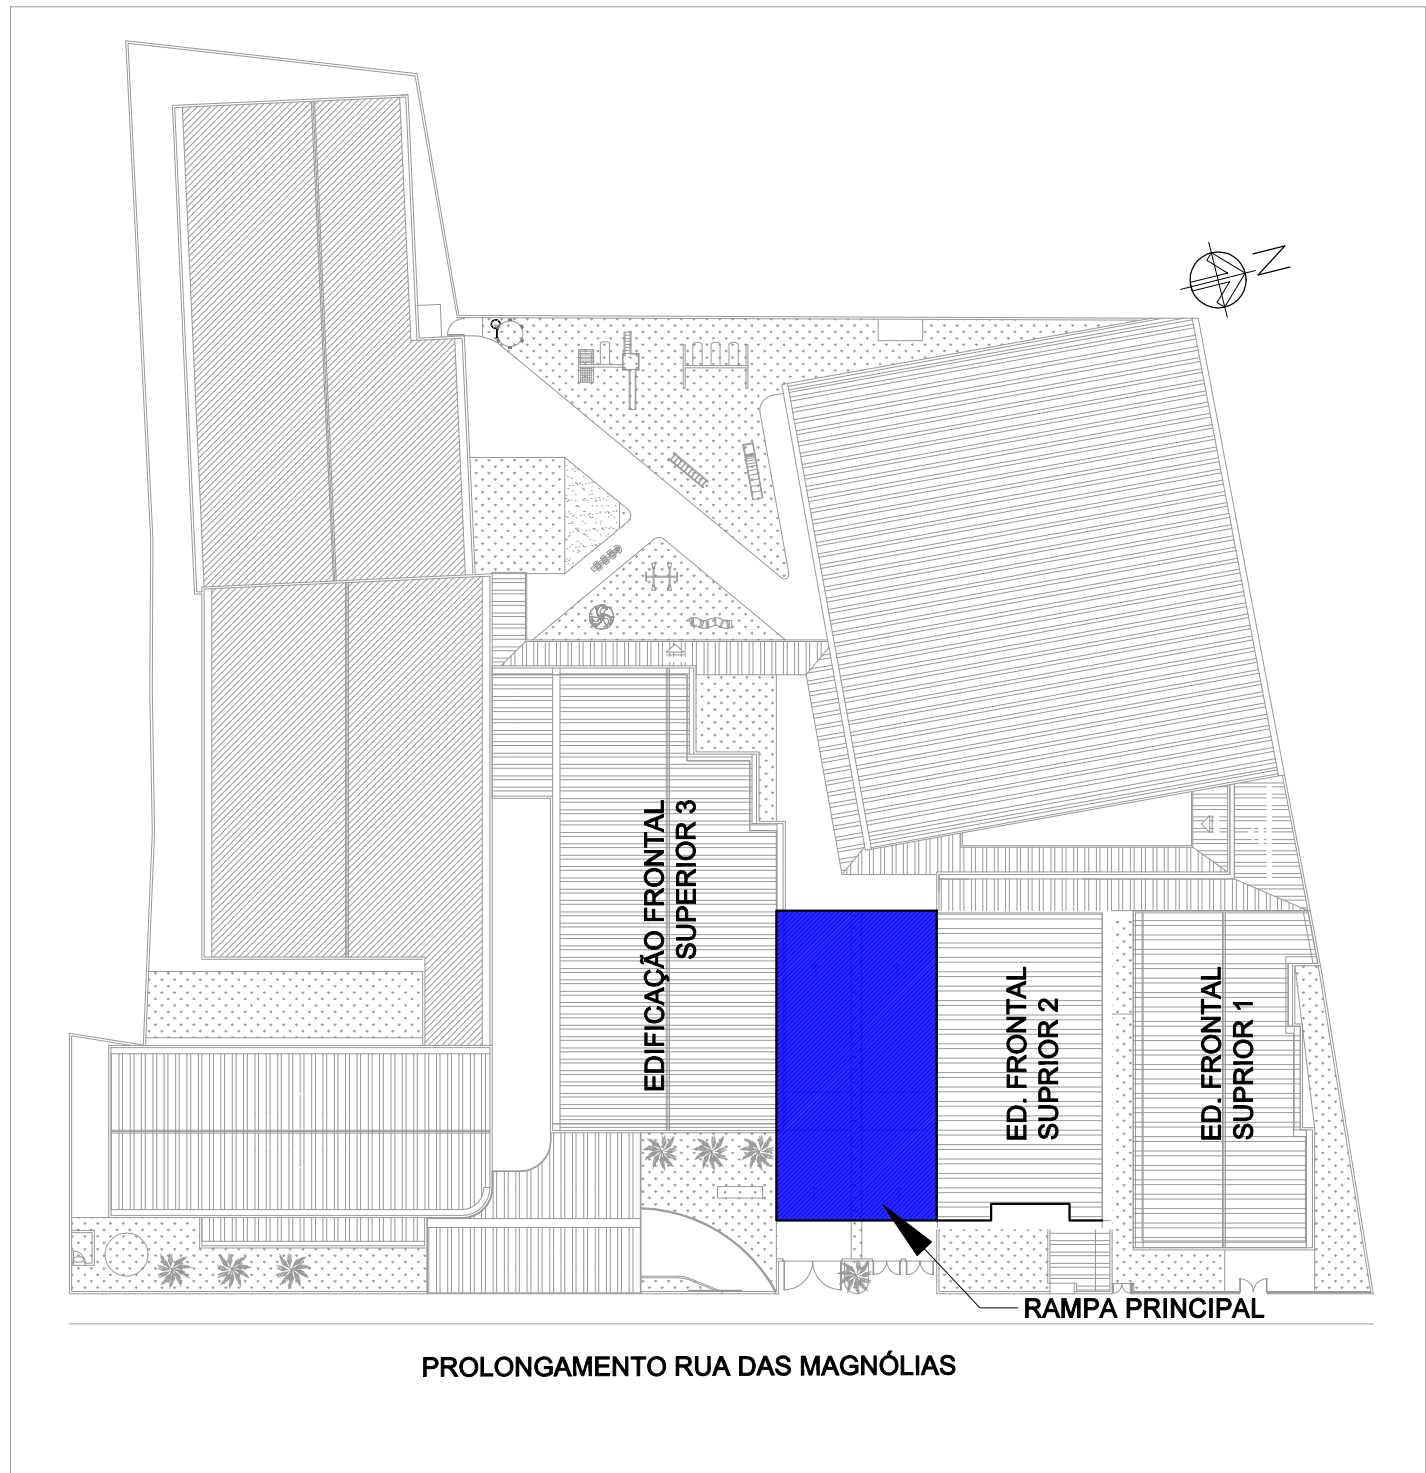 N
EDIFICAÇÃO FRONTAL
SUPERIOR 3
ED. FRONTAL
SUPRIOR 2
ED. FRONTAL
SUPRIOR 1
RAMPA PRINCIPAL
PROLONGAMENTO RUA DAS MAGNÓLIAS